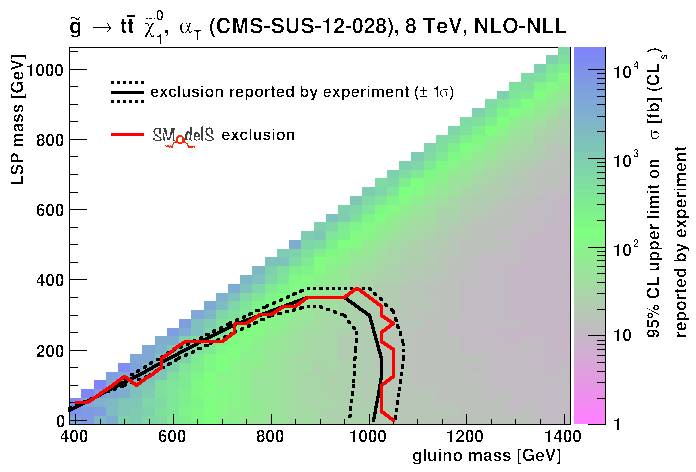 g̃ → tt̄ χ̃₁⁰, α_T (CMS-SUS-12-028), 8 TeV, NLO-NLL
LSP mass [GeV]
1000
800
600
400
200
0
exclusion reported by experiment (± 1σ)
SModelS exclusion
400
600
800
1000
1200
1400
gluino mass [GeV]
10⁴
10³
10²
10
1
95% CL upper limit on σ [fb] (CL_s)
reported by experiment